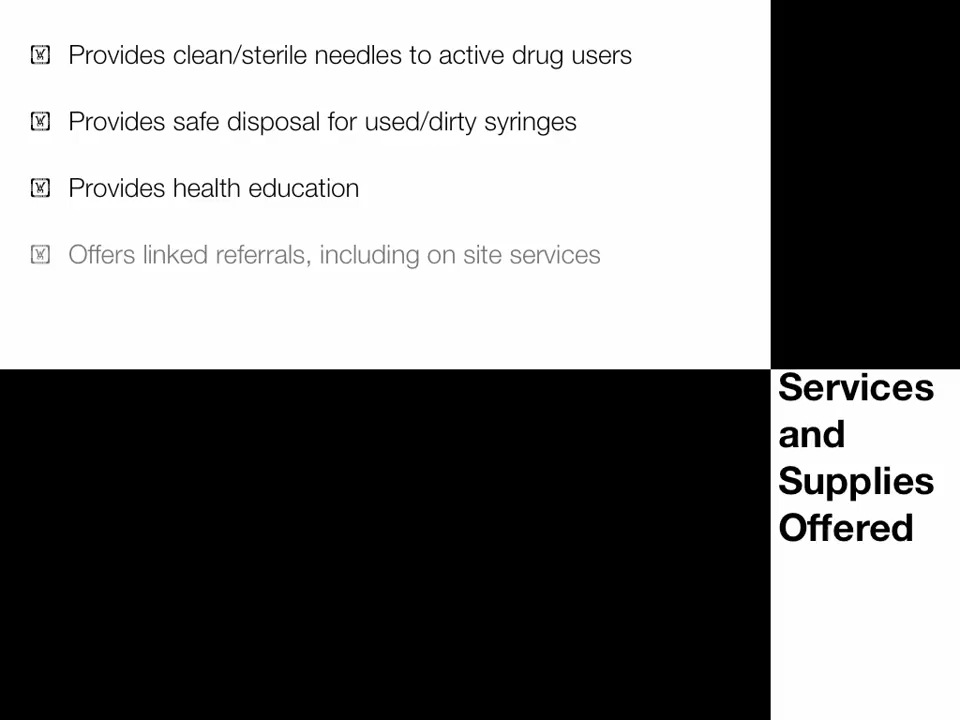 Provides clean/sterile needles to active drug users
Provides safe disposal for used/dirty syringes
Provides health education
Offers linked referrals, including on site services
Services
and
Supplies
Offered